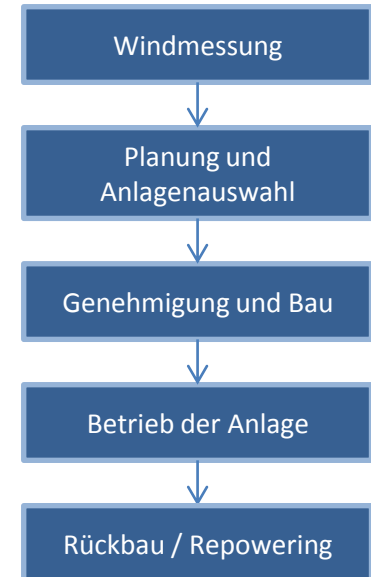 Windmessung
Planung und
Anlagenauswahl
Genehmigung und Bau
Betrieb der Anlage
Rückbau / Repowering